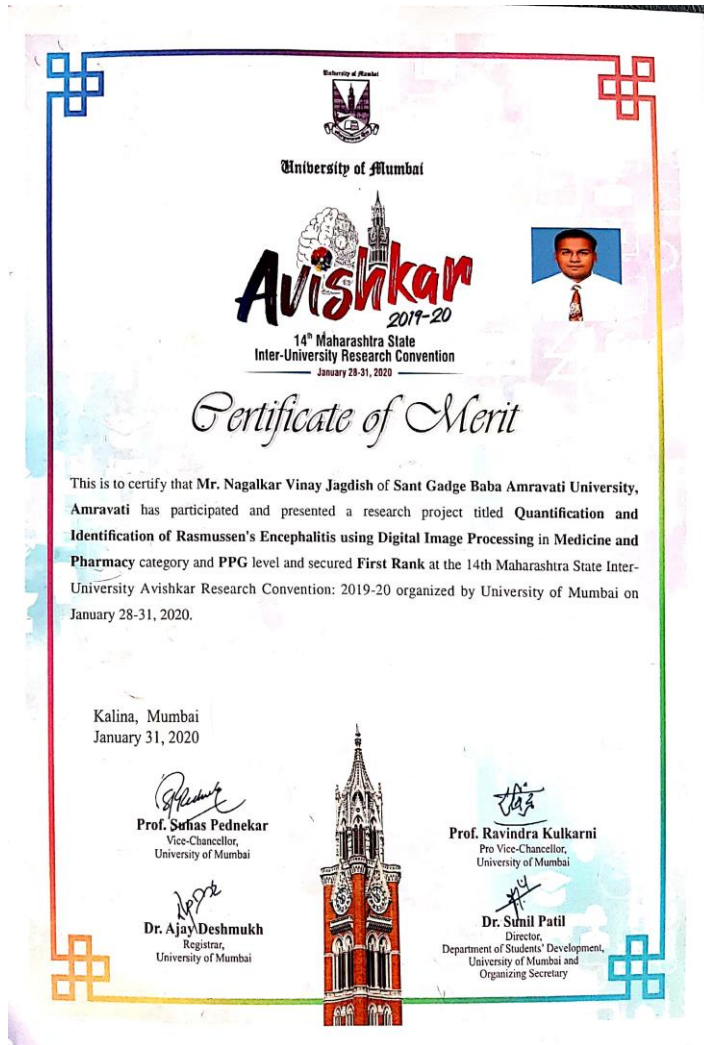 University of Mumbai
University of Mumbai
Avishkar
2019-20
14th Maharashtra State
Inter-University Research Convention
January 28-31, 2020
Certificate of Merit
This is to certify that Mr. Nagalkar Vinay Jagdish of Sant Gadge Baba Amravati University,
Amravati has participated and presented a research project titled Quantification and
Identification of Rasmussen's Encephalitis using Digital Image Processing in Medicine and
Pharmacy category and PPG level and secured First Rank at the 14th Maharashtra State Inter-
University Avishkar Research Convention: 2019-20 organized by University of Mumbai on
January 28-31, 2020.
Kalina, Mumbai
January 31, 2020
Prof. Suhas Pednekar
Vice-Chancellor,
University of Mumbai
Prof. Ravindra Kulkarni
Pro Vice-Chancellor,
University of Mumbai
Dr. Ajay Deshmukh
Registrar,
University of Mumbai
Dr. Sunil Patil
Director,
Department of Students' Development,
University of Mumbai and
Organizing Secretary